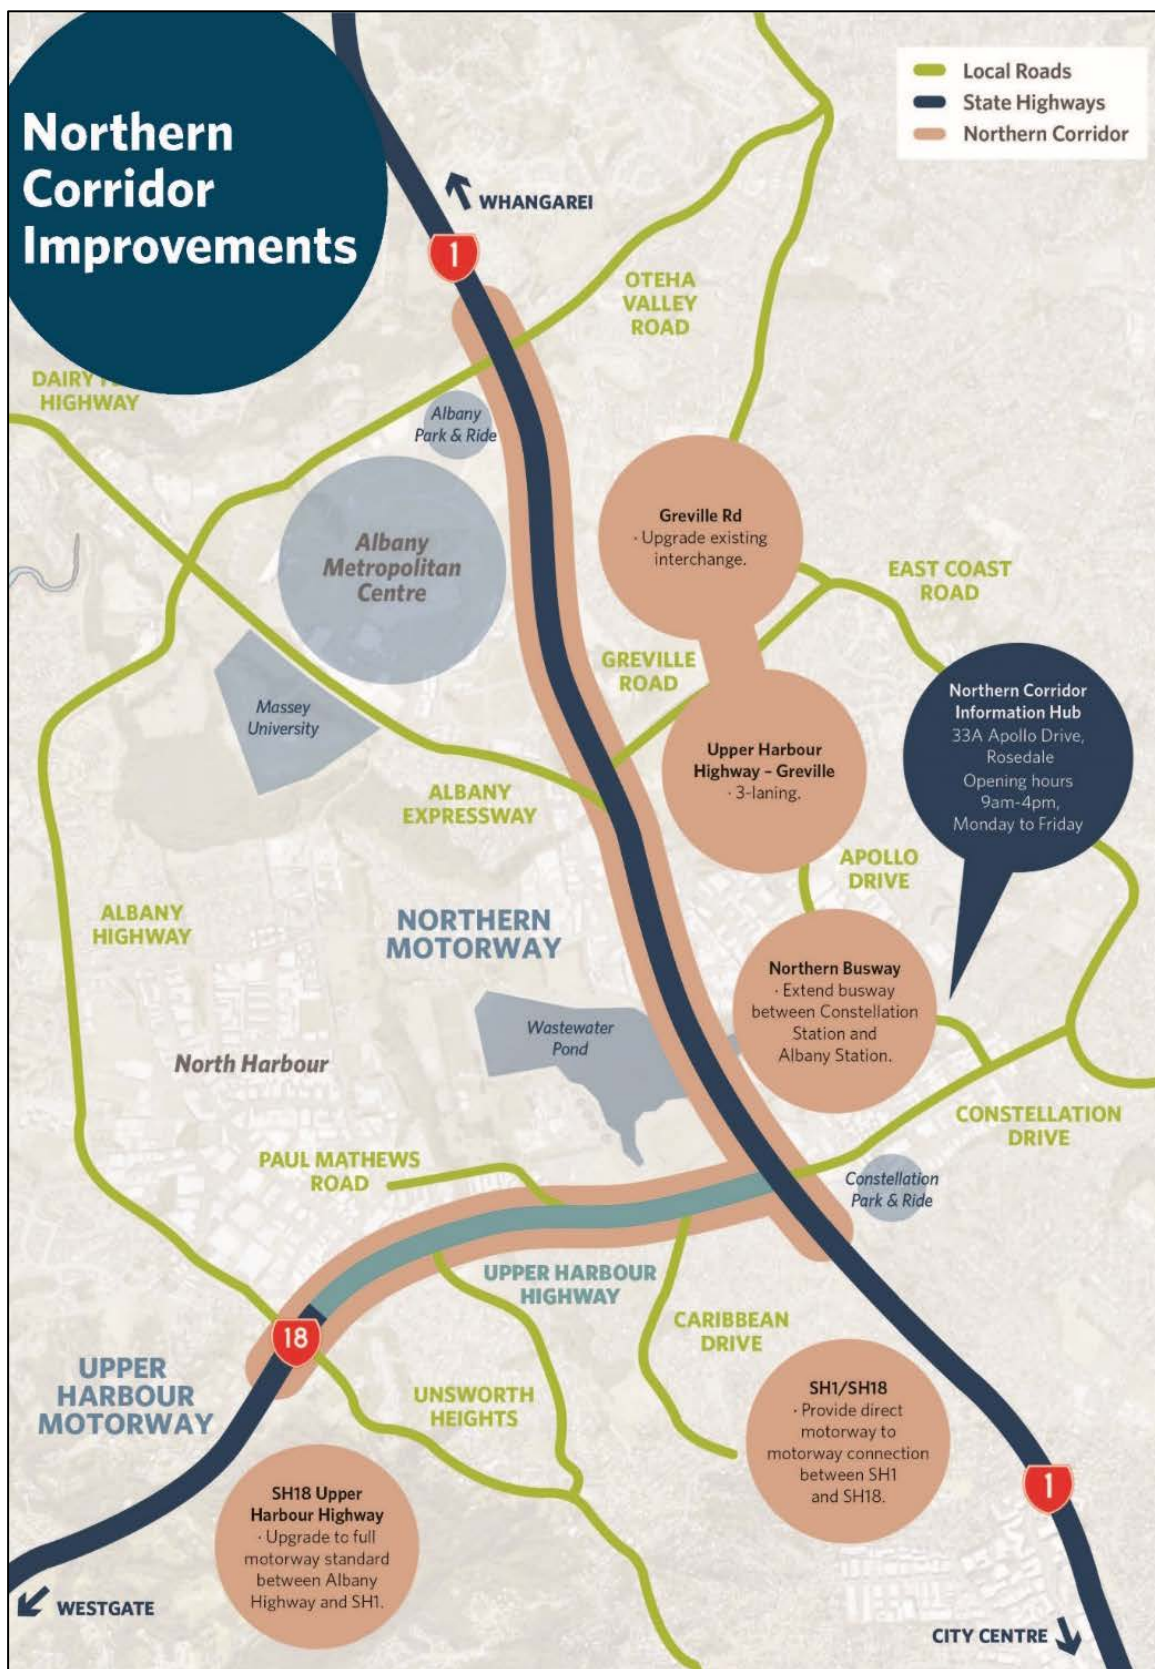 Northern
Corridor
Improvements
Local Roads
State Highways
Northern Corridor
WHANGAREI
1
OTEHA
VALLEY
ROAD
DAIRY
HIGHWAY
Albany
Park & Ride
Albany
Metropolitan
Centre
Greville Rd
· Upgrade existing
interchange.
EAST COAST
ROAD
GREVILLE
ROAD
Massey
University
Northern Corridor
Information Hub
33A Apollo Drive,
Rosedale
Opening hours
9am-4pm,
Monday to Friday
Upper Harbour
Highway – Greville
· 3-laning.
ALBANY
EXPRESSWAY
APOLLO
DRIVE
ALBANY
HIGHWAY
NORTHERN
MOTORWAY
Northern Busway
· Extend busway
between Constellation
Station and
Albany Station.
Wastewater
Pond
North Harbour
CONSTELLATION
DRIVE
PAUL MATHEWS
ROAD
Constellation
Park & Ride
UPPER HARBOUR
HIGHWAY
CARIBBEAN
DRIVE
18
UPPER
HARBOUR
MOTORWAY
UNSWORTH
HEIGHTS
SH1/SH18
· Provide direct
motorway to
motorway connection
between SH1
and SH18.
1
SH18 Upper
Harbour Highway
· Upgrade to full
motorway standard
between Albany
Highway and SH1.
WESTGATE
CITY CENTRE